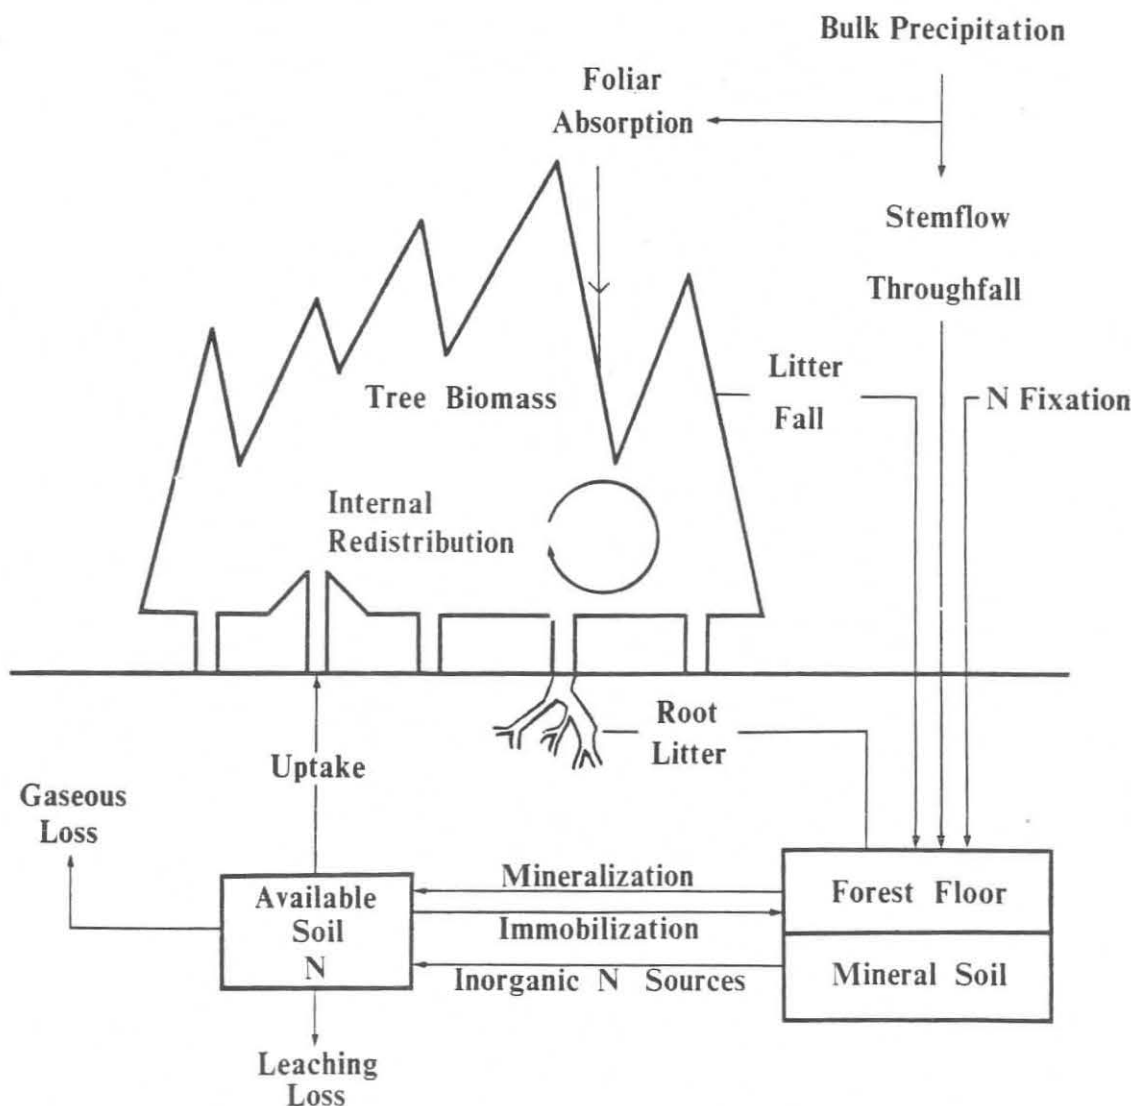 Bulk Precipitation
Foliar
Absorption
Stemflow
Throughfall
Litter
Fall
N Fixation
Tree Biomass
Internal
Redistribution
Root
Litter
Uptake
Gaseous
Loss
Mineralization
Available
Soil
N
Forest Floor
Immobilization
Inorganic N Sources
Mineral Soil
Leaching
Loss